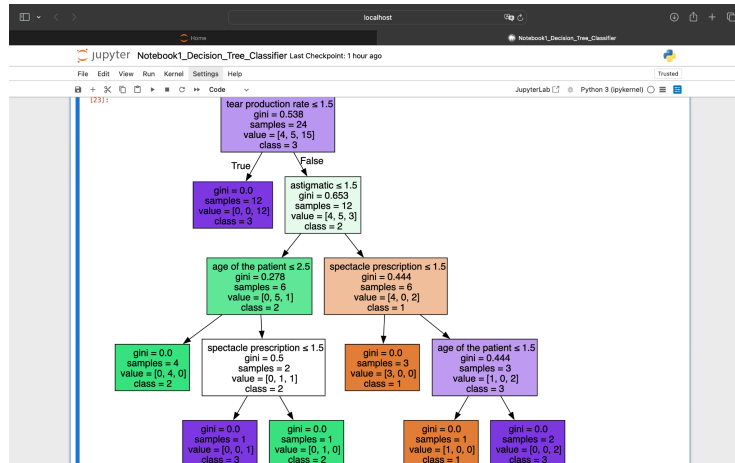 localhost
Home
Notebook1_Decision_Tree_Classifier
jupyter Notebook1_Decision_Tree_Classifier Last Checkpoint: 1 hour ago
File Edit View Run Kernel Settings Help
Trusted
Code
JupyterLab
Python 3 (ipykernel)
[23]:
tear production rate ≤ 1.5
gini = 0.538
samples = 24
value = [4, 5, 15]
class = 3
True
False
gini = 0.0
samples = 12
value = [0, 0, 12]
class = 3
astigmatic ≤ 1.5
gini = 0.653
samples = 12
value = [4, 5, 3]
class = 2
age of the patient ≤ 2.5
gini = 0.278
samples = 6
value = [0, 5, 1]
class = 2
spectacle prescription ≤ 1.5
gini = 0.444
samples = 6
value = [4, 0, 2]
class = 1
gini = 0.0
samples = 4
value = [0, 4, 0]
class = 2
spectacle prescription ≤ 1.5
gini = 0.5
samples = 2
value = [0, 1, 1]
class = 2
gini = 0.0
samples = 3
value = [3, 0, 0]
class = 1
age of the patient ≤ 1.5
gini = 0.444
samples = 3
value = [1, 0, 2]
class = 3
gini = 0.0
samples = 1
value = [0, 0, 1]
class = 3
gini = 0.0
samples = 1
value = [0, 1, 0]
class = 2
gini = 0.0
samples = 1
value = [1, 0, 0]
class = 1
gini = 0.0
samples = 2
value = [0, 0, 2]
class = 3